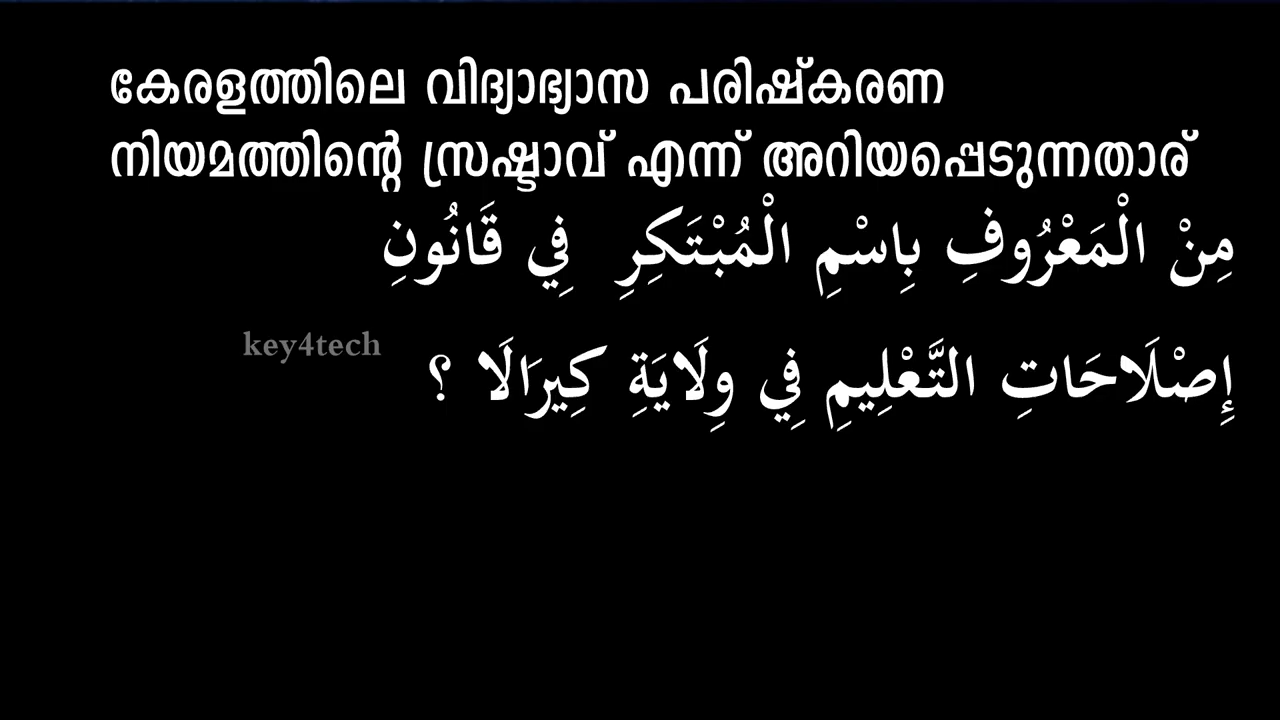 കേരളത്തിലെ വിദ്യാഭ്യാസ പരിഷ്കരണ
നിയമത്തിന്റെ സ്രഷ്ടാവ് എന്ന് അറിയപ്പെടുന്നതാര്
مِنْ الْمَعْرُوفِ بِاسْمِ الْمُبْتَكِرِ فِي قَانُونِ
key4tech
إِصْلَاحَاتِ التَّعْلِيمِ فِي وِلَايَةِ كِيرَالَا ؟